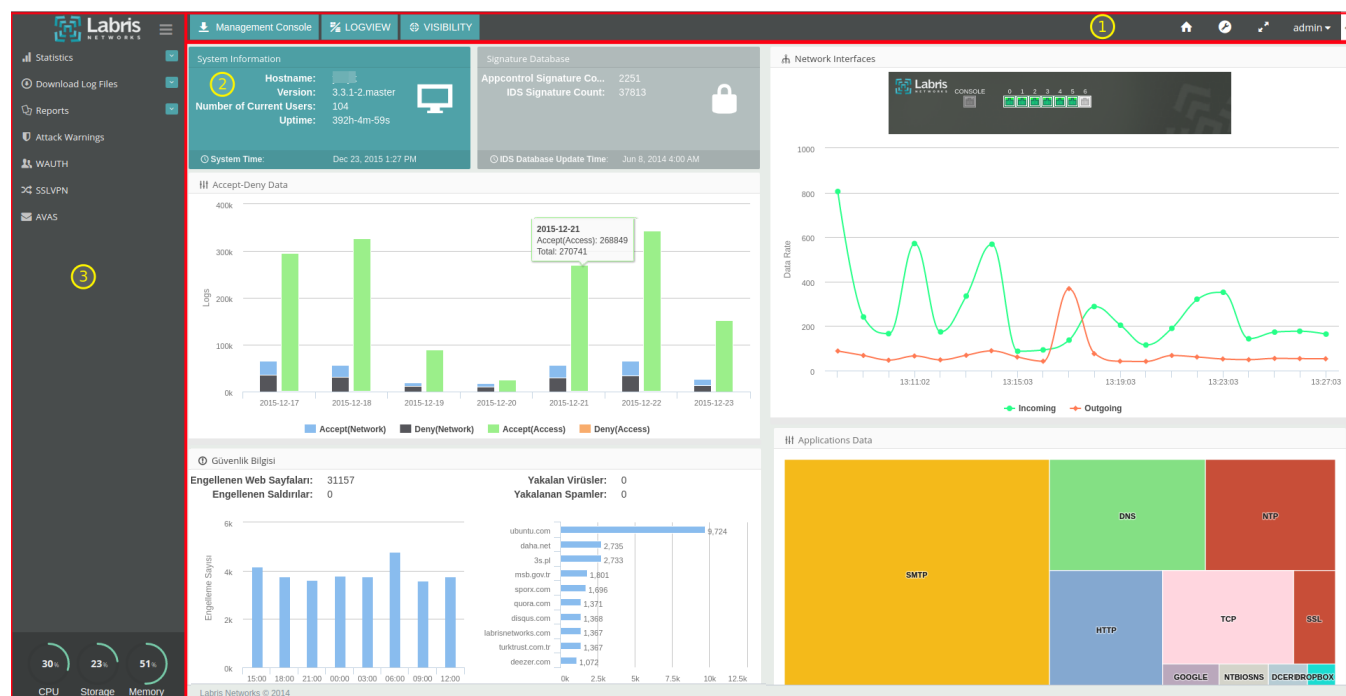 Labris
NETWORKS
Management Console
LOGVIEW
VISIBILITY
1
admin
Statistics
Download Log Files
Reports
Attack Warnings
WAUTH
SSLVPN
AVAS
3
30%
23%
51%
CPU
Storage
Memory
System Information
2
Hostname:
Version: 3.3.1-2.master
Number of Current Users: 104
Uptime: 392h-4m-59s
System Time: Dec 23, 2015 1:27 PM
Signature Database
Appcontrol Signature Co... 2251
IDS Signature Count: 37813
IDS Database Update Time: Jun 8, 2014 4:00 AM
Accept-Deny Data
400k
300k
200k
100k
0k
Logs
2015-12-21
Accept(Access): 268849
Total: 270741
2015-12-17 2015-12-18 2015-12-19 2015-12-20 2015-12-21 2015-12-22 2015-12-23
Accept(Network) Deny(Network) Accept(Access) Deny(Access)
Güvenlik Bilgisi
Engellenen Web Sayfaları: 31157
Engellenen Saldırılar: 0
Yakalan Virüsler: 0
Yakalanan Spamler: 0
6k
4k
2k
0k
Engelleme Sayısı
15:00 18:00 21:00 00:00 03:00 06:00 09:00 12:00
ubuntu.com 9,724
daha.net 2,735
3s.pl 2,733
msb.gov.tr 1,801
sporx.com 1,696
quora.com 1,371
disqus.com 1,368
labrisnetworks.com 1,367
turktrust.com.tr 1,367
deezer.com 1,072
0k 2.5k 5k 7.5k 10k 12.5k
Network Interfaces
Labris
NETWORKS
CONSOLE
0 1 2 3 4 5 6
1000
800
600
400
200
0
Data Rate
13:11:02 13:15:03 13:19:03 13:23:03 13:27:03
Incoming Outgoing
Applications Data
SMTP
DNS
NTP
HTTP
TCP
SSL
GOOGLE
NTBIOSNS
DROPBOX
Labris Networks © 2014